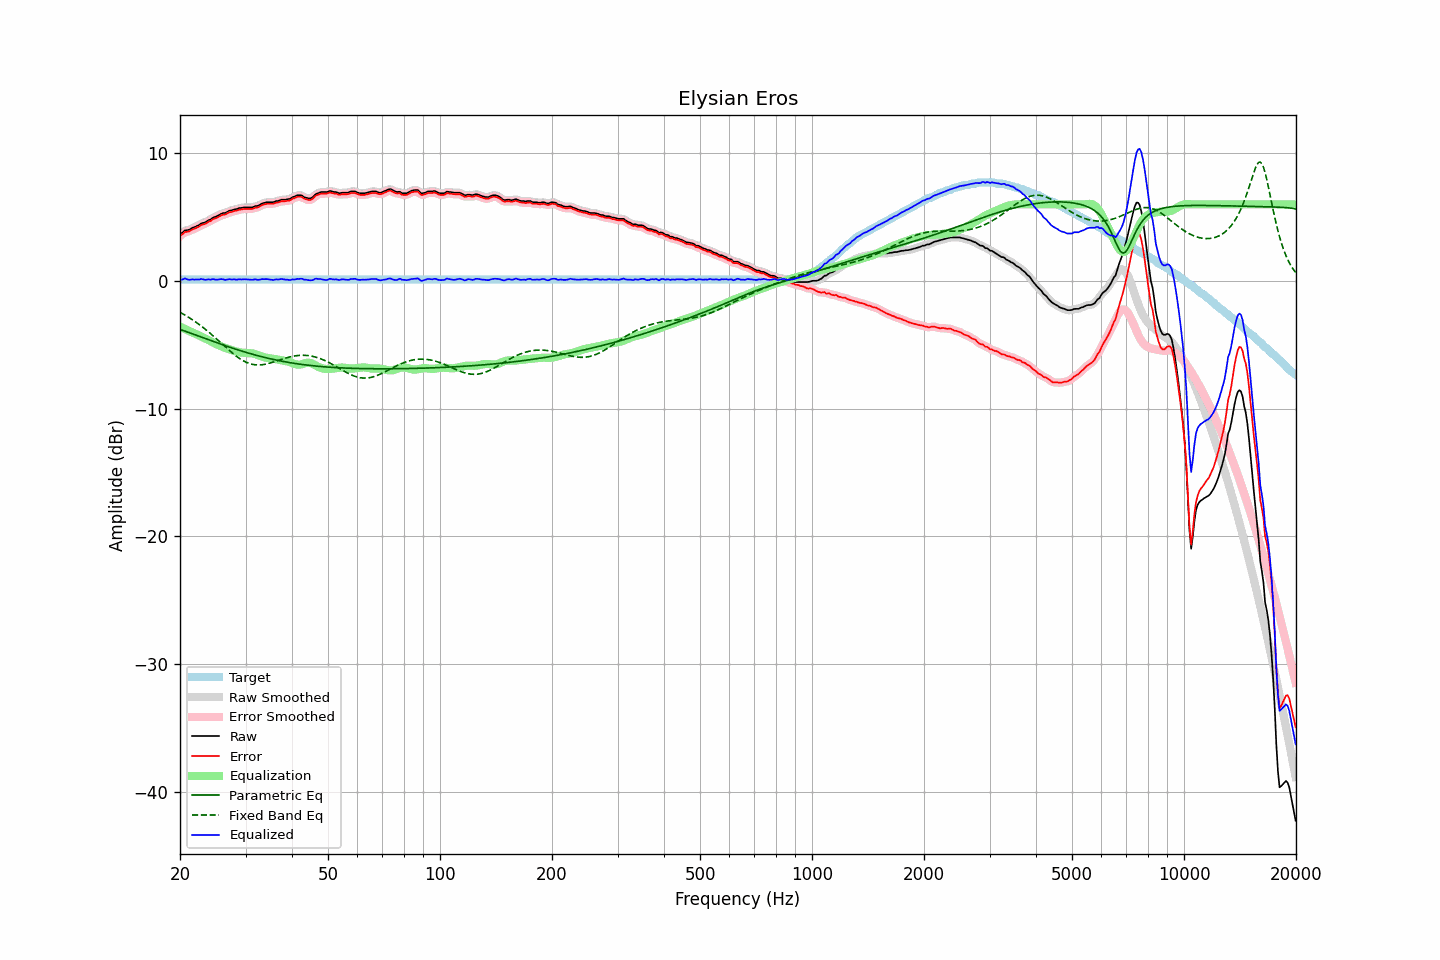 Elysian Eros
Amplitude (dBr)
10
0
−10
−20
−30
−40
Target
Raw Smoothed
Error Smoothed
Raw
Error
Equalization
Parametric Eq
Fixed Band Eq
Equalized
20 50 100 200 500 1000 2000 5000 10000 20000
Frequency (Hz)